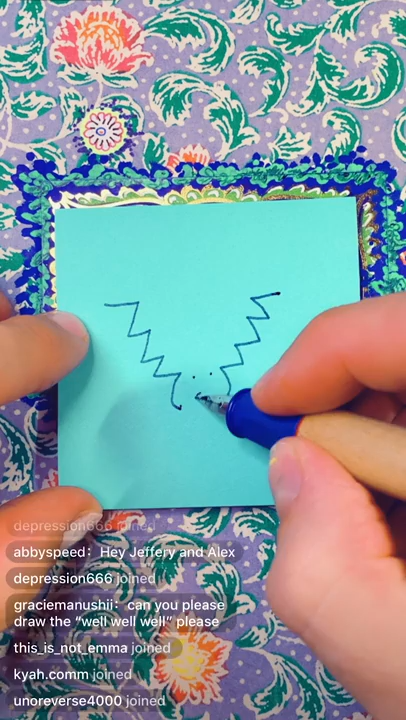 depression666 joined
abbyspeed: Hey Jeffery and Alex
depression666 joined
graciemanushii: can you please
draw the “well well well” please
this_is_not_emma joined
kyah.comm joined
unoreverse4000 joined